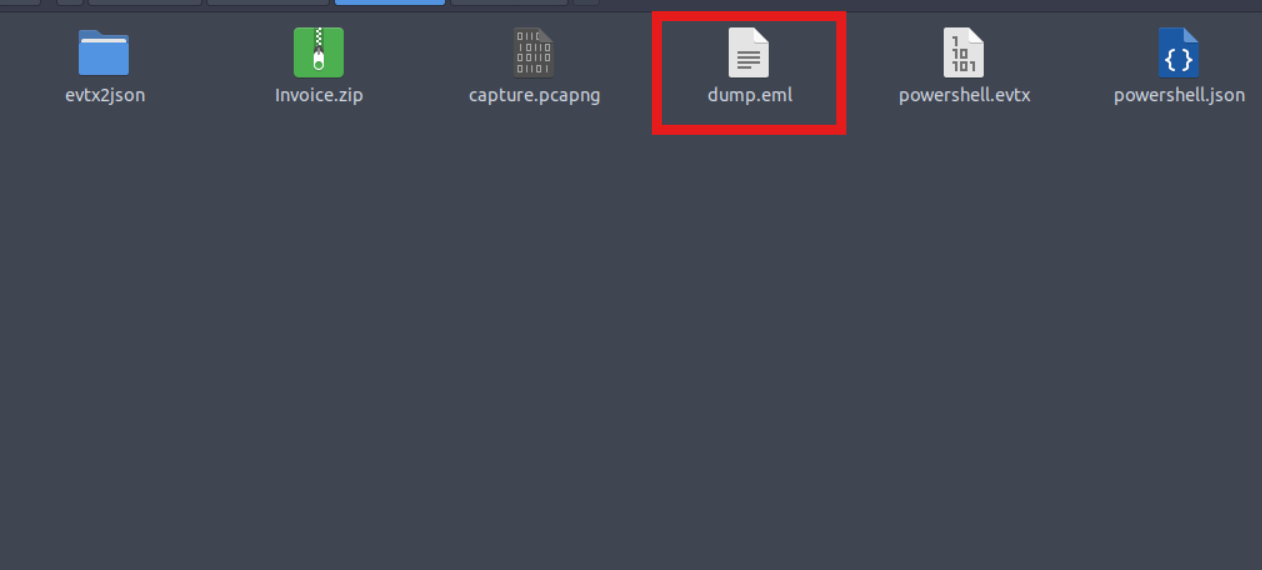 evtx2json
Invoice.zip
capture.pcapng
dump.eml
powershell.evtx
powershell.json